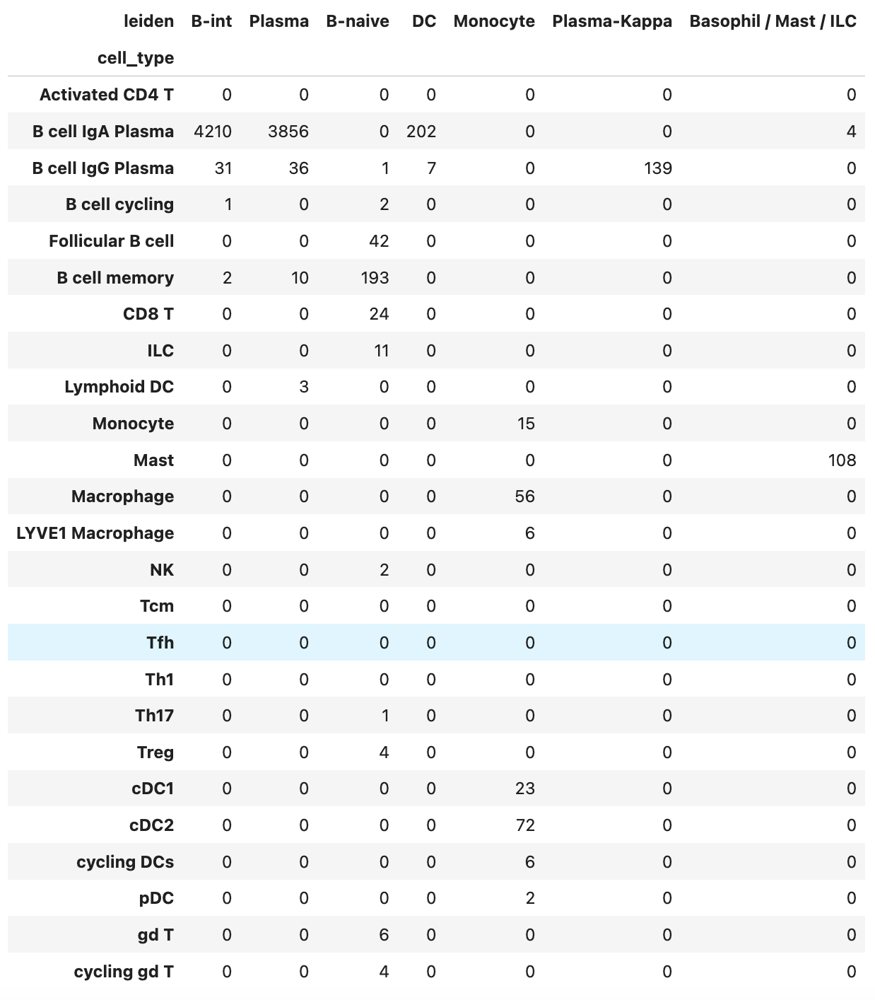 leiden B-int Plasma B-naive DC Monocyte Plasma-Kappa Basophil / Mast / ILC
cell_type
Activated CD4 T 0 0 0 0 0 0 0
B cell IgA Plasma 4210 3856 0 202 0 0 4
B cell IgG Plasma 31 36 1 7 0 139 0
B cell cycling 1 0 2 0 0 0 0
Follicular B cell 0 0 42 0 0 0 0
B cell memory 2 10 193 0 0 0 0
CD8 T 0 0 24 0 0 0 0
ILC 0 0 11 0 0 0 0
Lymphoid DC 0 3 0 0 0 0 0
Monocyte 0 0 0 0 15 0 0
Mast 0 0 0 0 0 0 108
Macrophage 0 0 0 0 56 0 0
LYVE1 Macrophage 0 0 0 0 6 0 0
NK 0 0 2 0 0 0 0
Tcm 0 0 0 0 0 0 0
Tfh 0 0 0 0 0 0 0
Th1 0 0 0 0 0 0 0
Th17 0 0 1 0 0 0 0
Treg 0 0 4 0 0 0 0
cDC1 0 0 0 0 23 0 0
cDC2 0 0 0 0 72 0 0
cycling DCs 0 0 0 0 6 0 0
pDC 0 0 0 0 2 0 0
gd T 0 0 6 0 0 0 0
cycling gd T 0 0 4 0 0 0 0